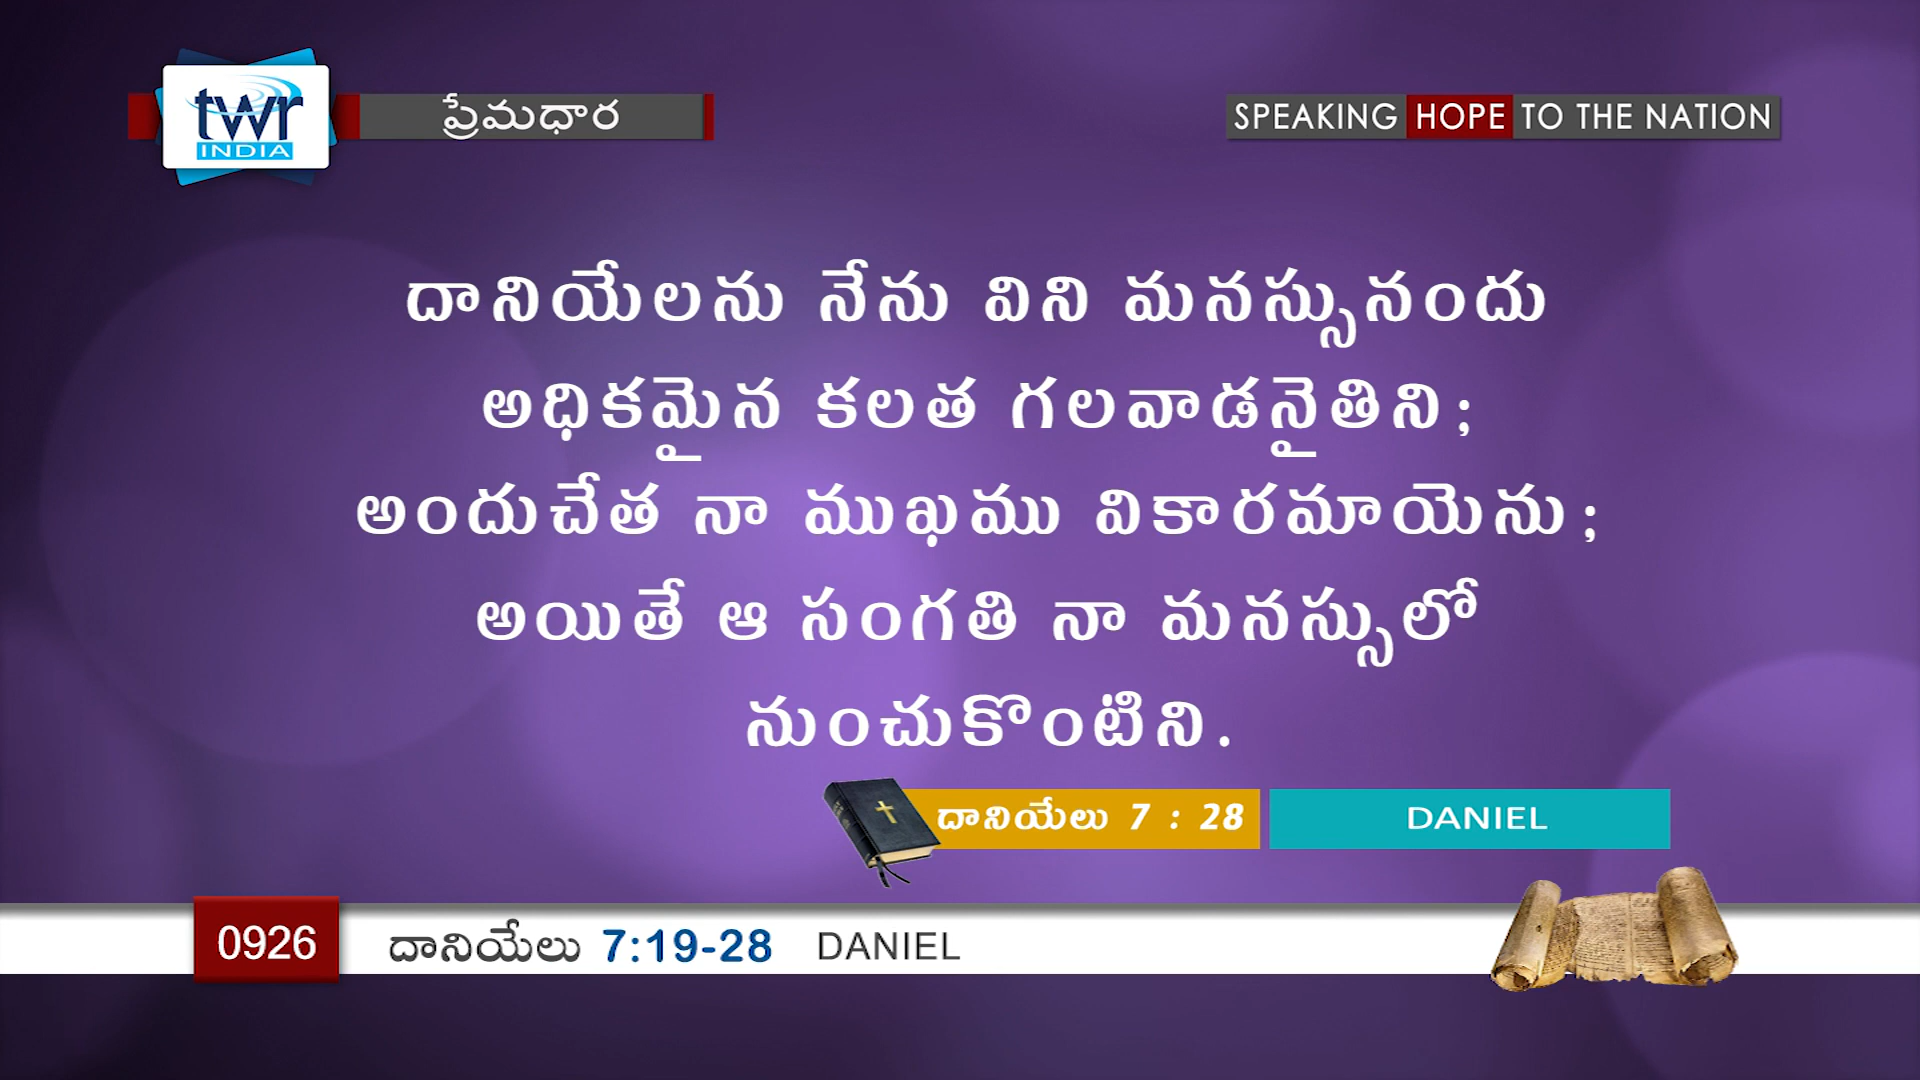 twr
INDIA
ప్రేమధార
SPEAKING HOPE TO THE NATION
దానియేలను నేను విని మనస్సునందు
అధికమైన కలత గలవాడనైతిని;
అందుచేత నా ముఖము వికారమాయెను;
అయితే ఆ సంగతి నా మనస్సులో
నుంచుకొంటిని.
దానియేలు 7 : 28
DANIEL
0926
దానియేలు 7:19-28 DANIEL